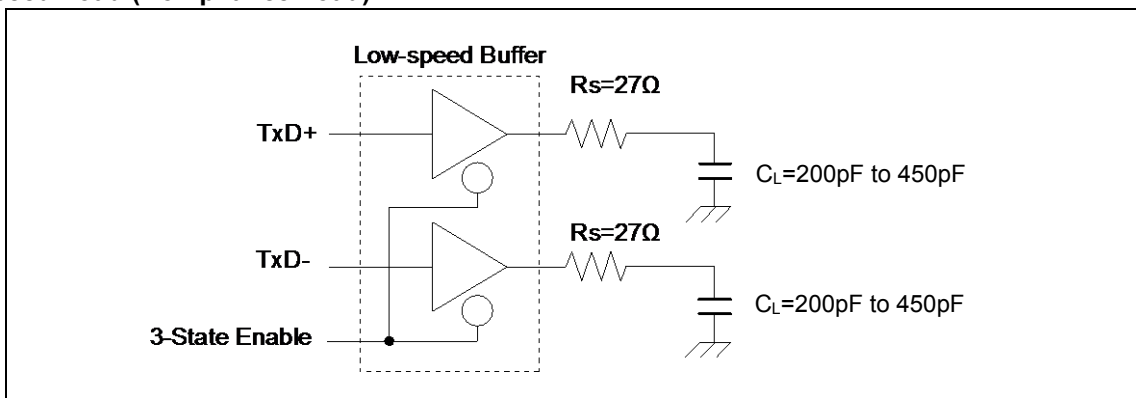 Low-speed Buffer
Rs=27Ω
TxD+
CL=200pF to 450pF
Rs=27Ω
TxD-
CL=200pF to 450pF
3-State Enable